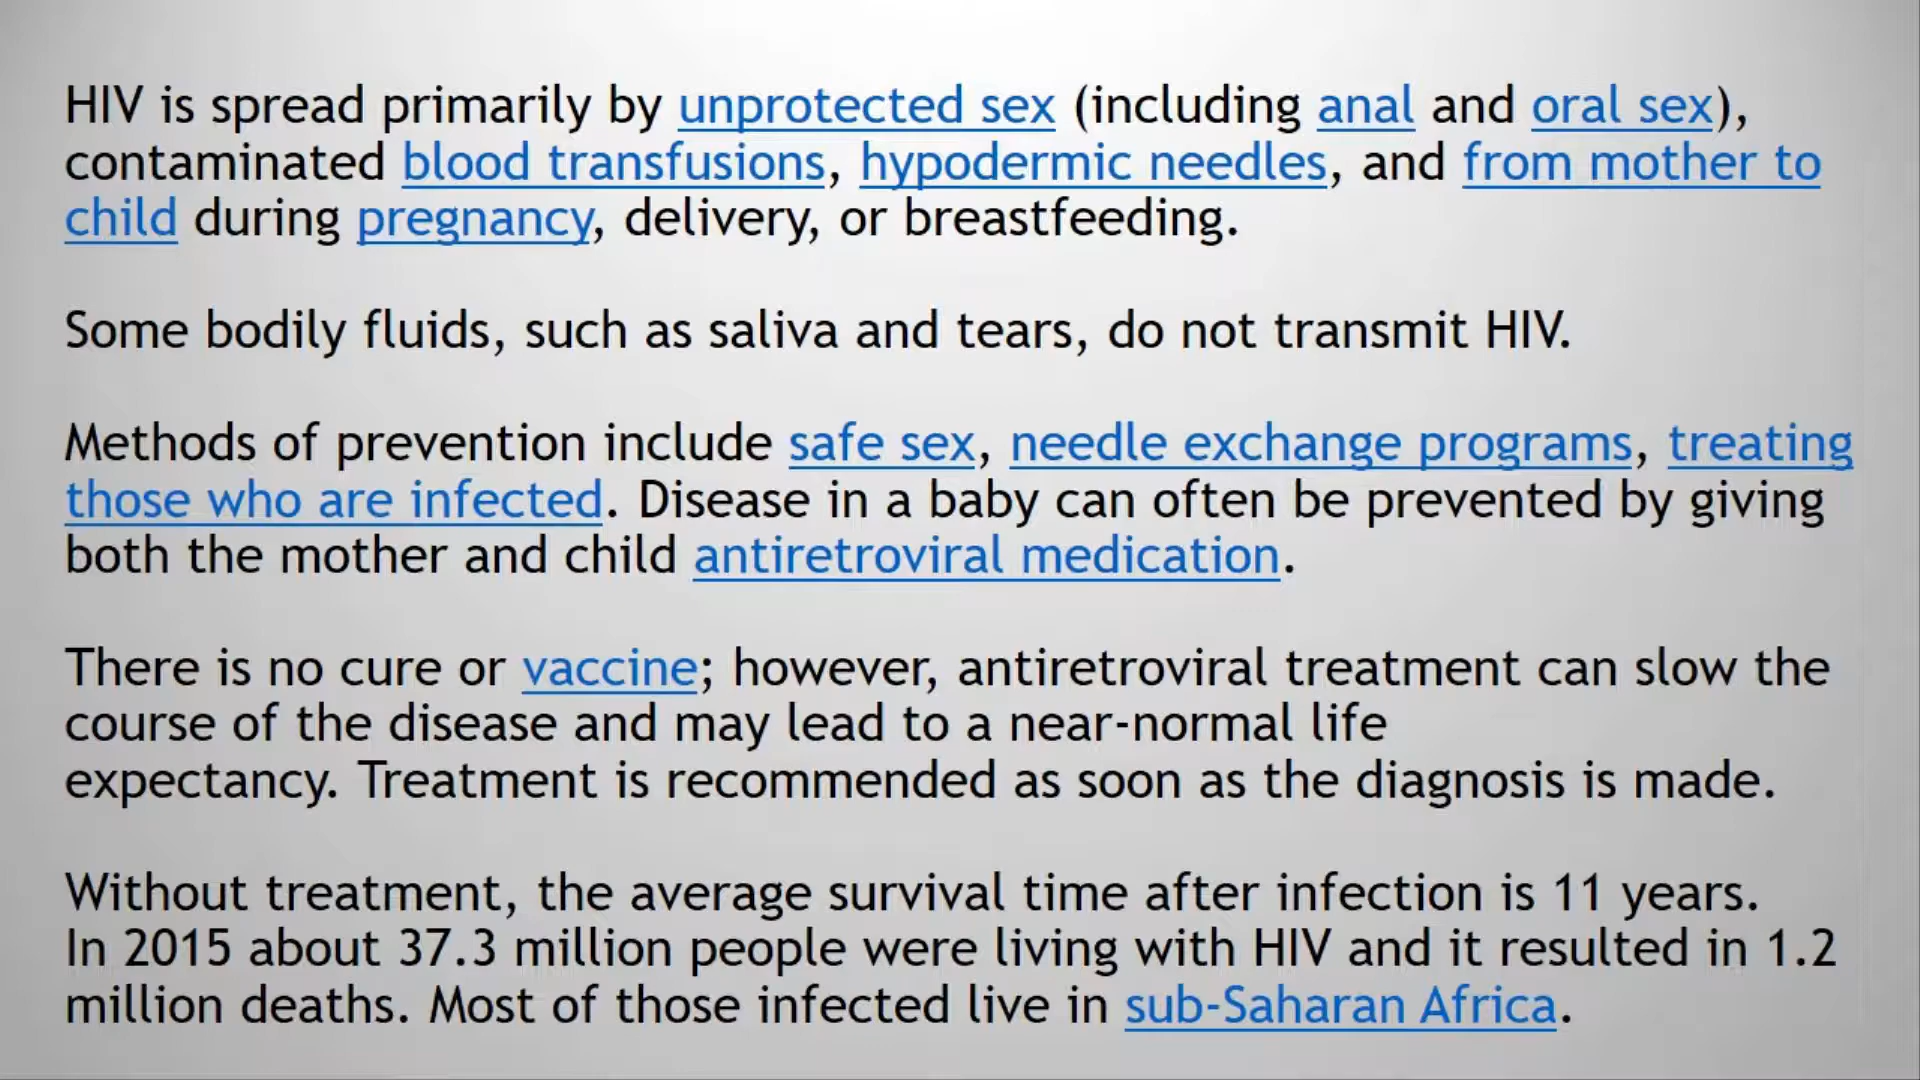 HIV is spread primarily by unprotected sex (including anal and oral sex),
contaminated blood transfusions, hypodermic needles, and from mother to
child during pregnancy, delivery, or breastfeeding.
Some bodily fluids, such as saliva and tears, do not transmit HIV.
Methods of prevention include safe sex, needle exchange programs, treating
those who are infected. Disease in a baby can often be prevented by giving
both the mother and child antiretroviral medication.
There is no cure or vaccine; however, antiretroviral treatment can slow the
course of the disease and may lead to a near-normal life
expectancy. Treatment is recommended as soon as the diagnosis is made.
Without treatment, the average survival time after infection is 11 years.
In 2015 about 37.3 million people were living with HIV and it resulted in 1.2
million deaths. Most of those infected live in sub-Saharan Africa.